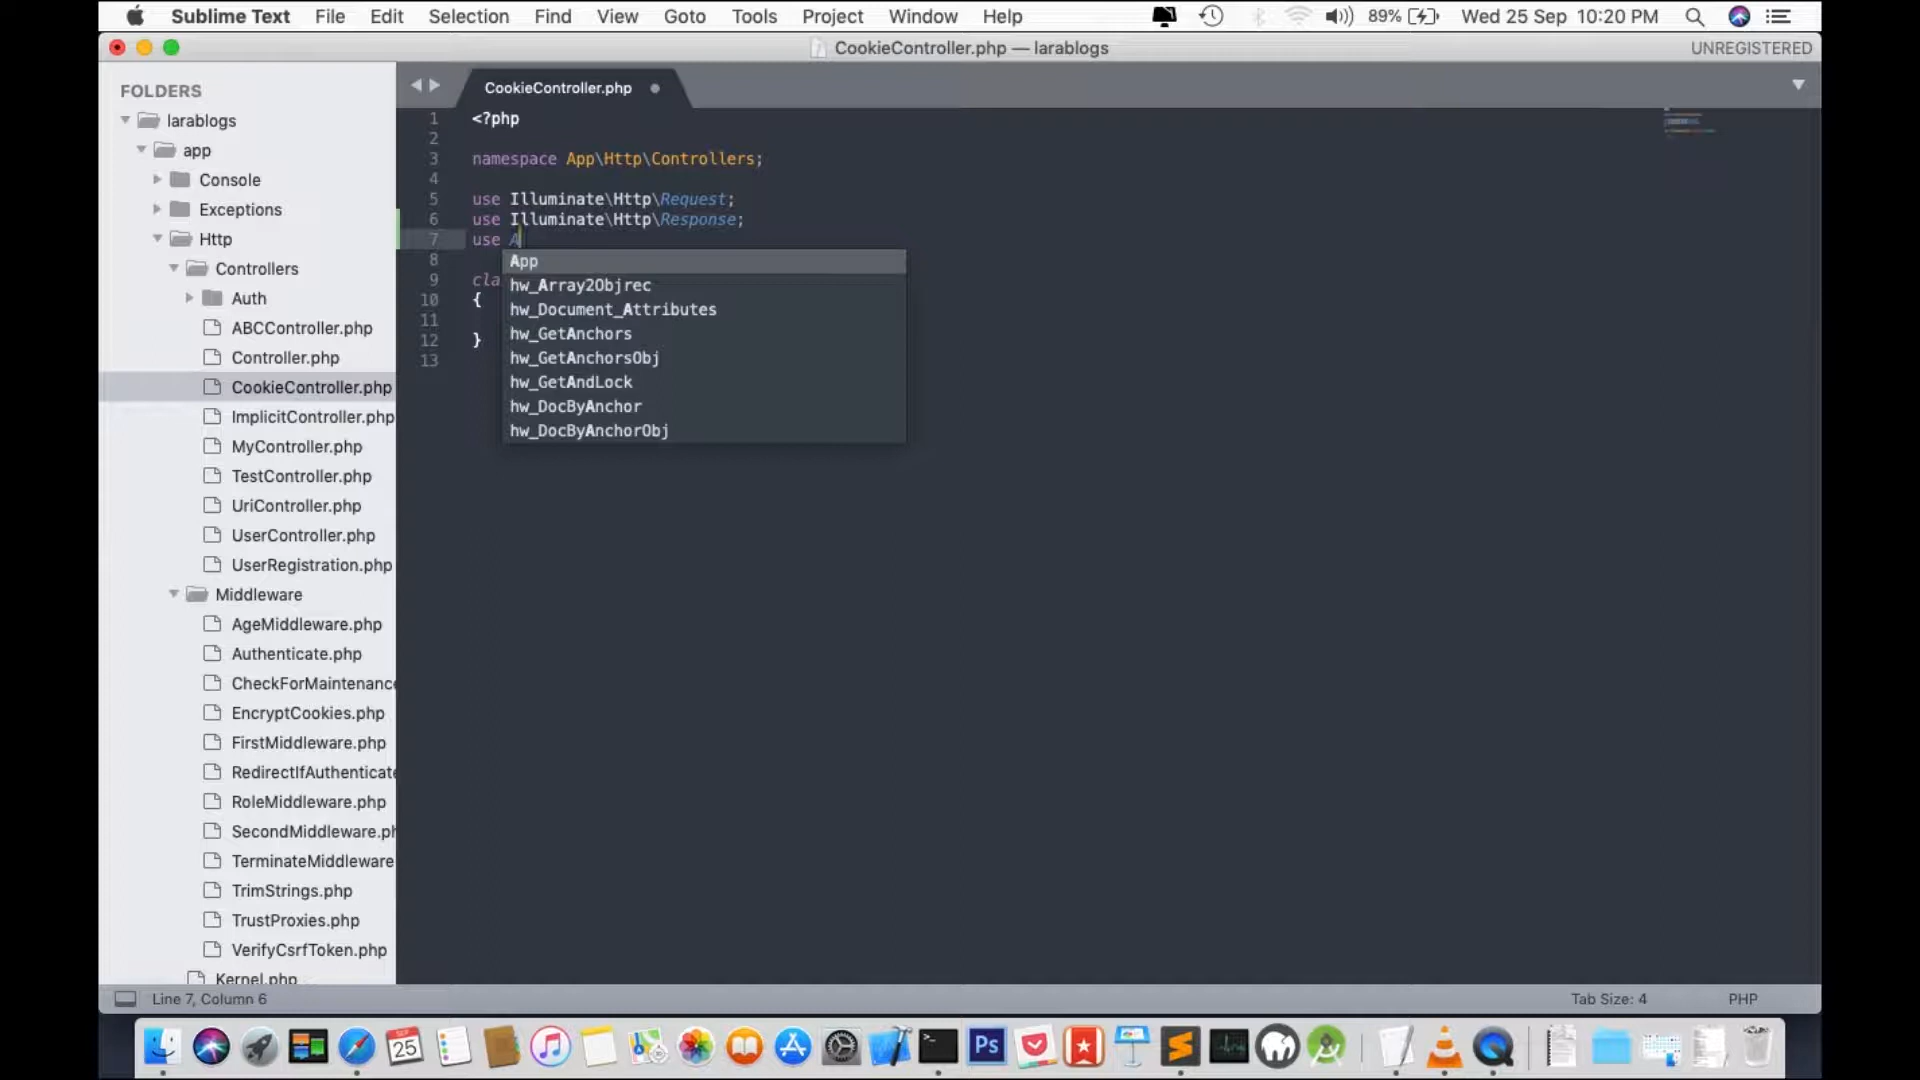 Sublime Text File Edit Selection Find View Goto Tools Project Window Help 89% Wed 25 Sep 10:20 PM
CookieController.php — larablogs UNREGISTERED
FOLDERS
larablogs
app
Console
Exceptions
Http
Controllers
Auth
ABCController.php
Controller.php
CookieController.php
ImplicitController.php
MyController.php
TestController.php
UriController.php
UserController.php
UserRegistration.php
Middleware
AgeMiddleware.php
Authenticate.php
CheckForMaintenance
EncryptCookies.php
FirstMiddleware.php
RedirectIfAuthenticate
RoleMiddleware.php
SecondMiddleware.ph
TerminateMiddleware
TrimStrings.php
TrustProxies.php
VerifyCsrfToken.php
Kernel.php
CookieController.php
1 <?php
2
3 namespace App\Http\Controllers;
4
5 use Illuminate\Http\Request;
6 use Illuminate\Http\Response;
7 use A
8
9 cla
10 {
11
12 }
13
App
hw_Array2Objrec
hw_Document_Attributes
hw_GetAnchors
hw_GetAnchorsObj
hw_GetAndLock
hw_DocByAnchor
hw_DocByAnchorObj
Line 7, Column 6 Tab Size: 4 PHP
SEP
25
Ps